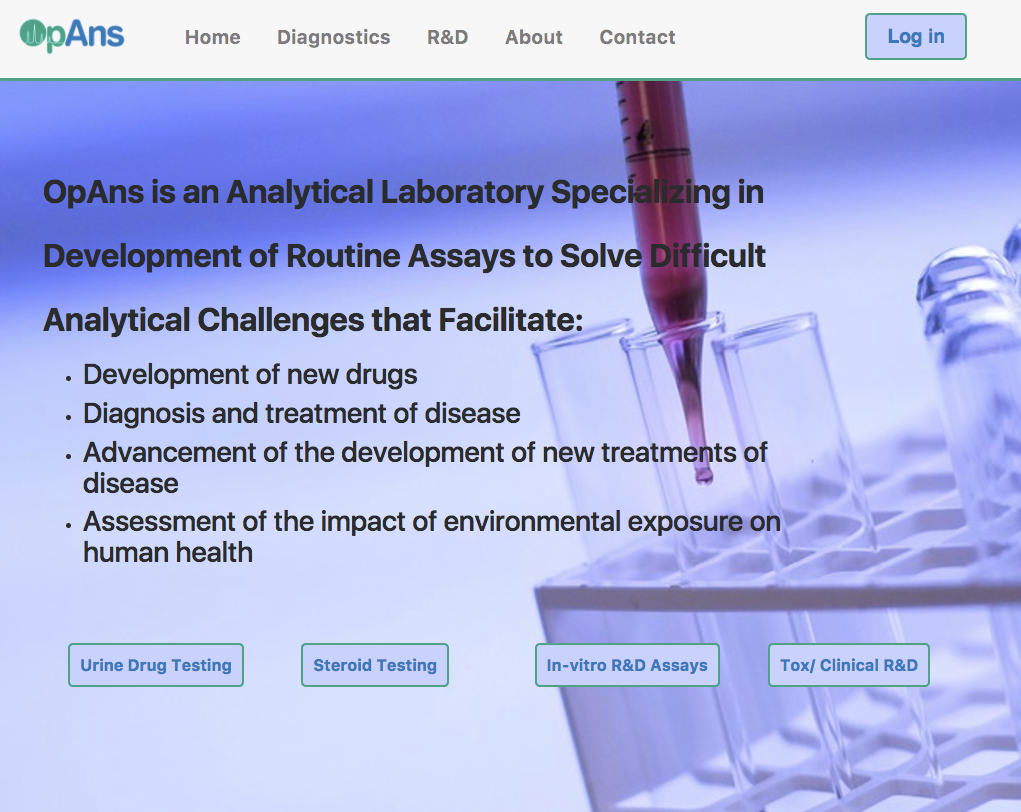 OpAns
Home
Diagnostics
R&D
About
Contact
Log in
OpAns is an Analytical Laboratory Specializing in
Development of Routine Assays to Solve Difficult
Analytical Challenges that Facilitate:
• Development of new drugs
• Diagnosis and treatment of disease
• Advancement of the development of new treatments of
disease
• Assessment of the impact of environmental exposure on
human health
Urine Drug Testing
Steroid Testing
In-vitro R&D Assays
Tox/ Clinical R&D